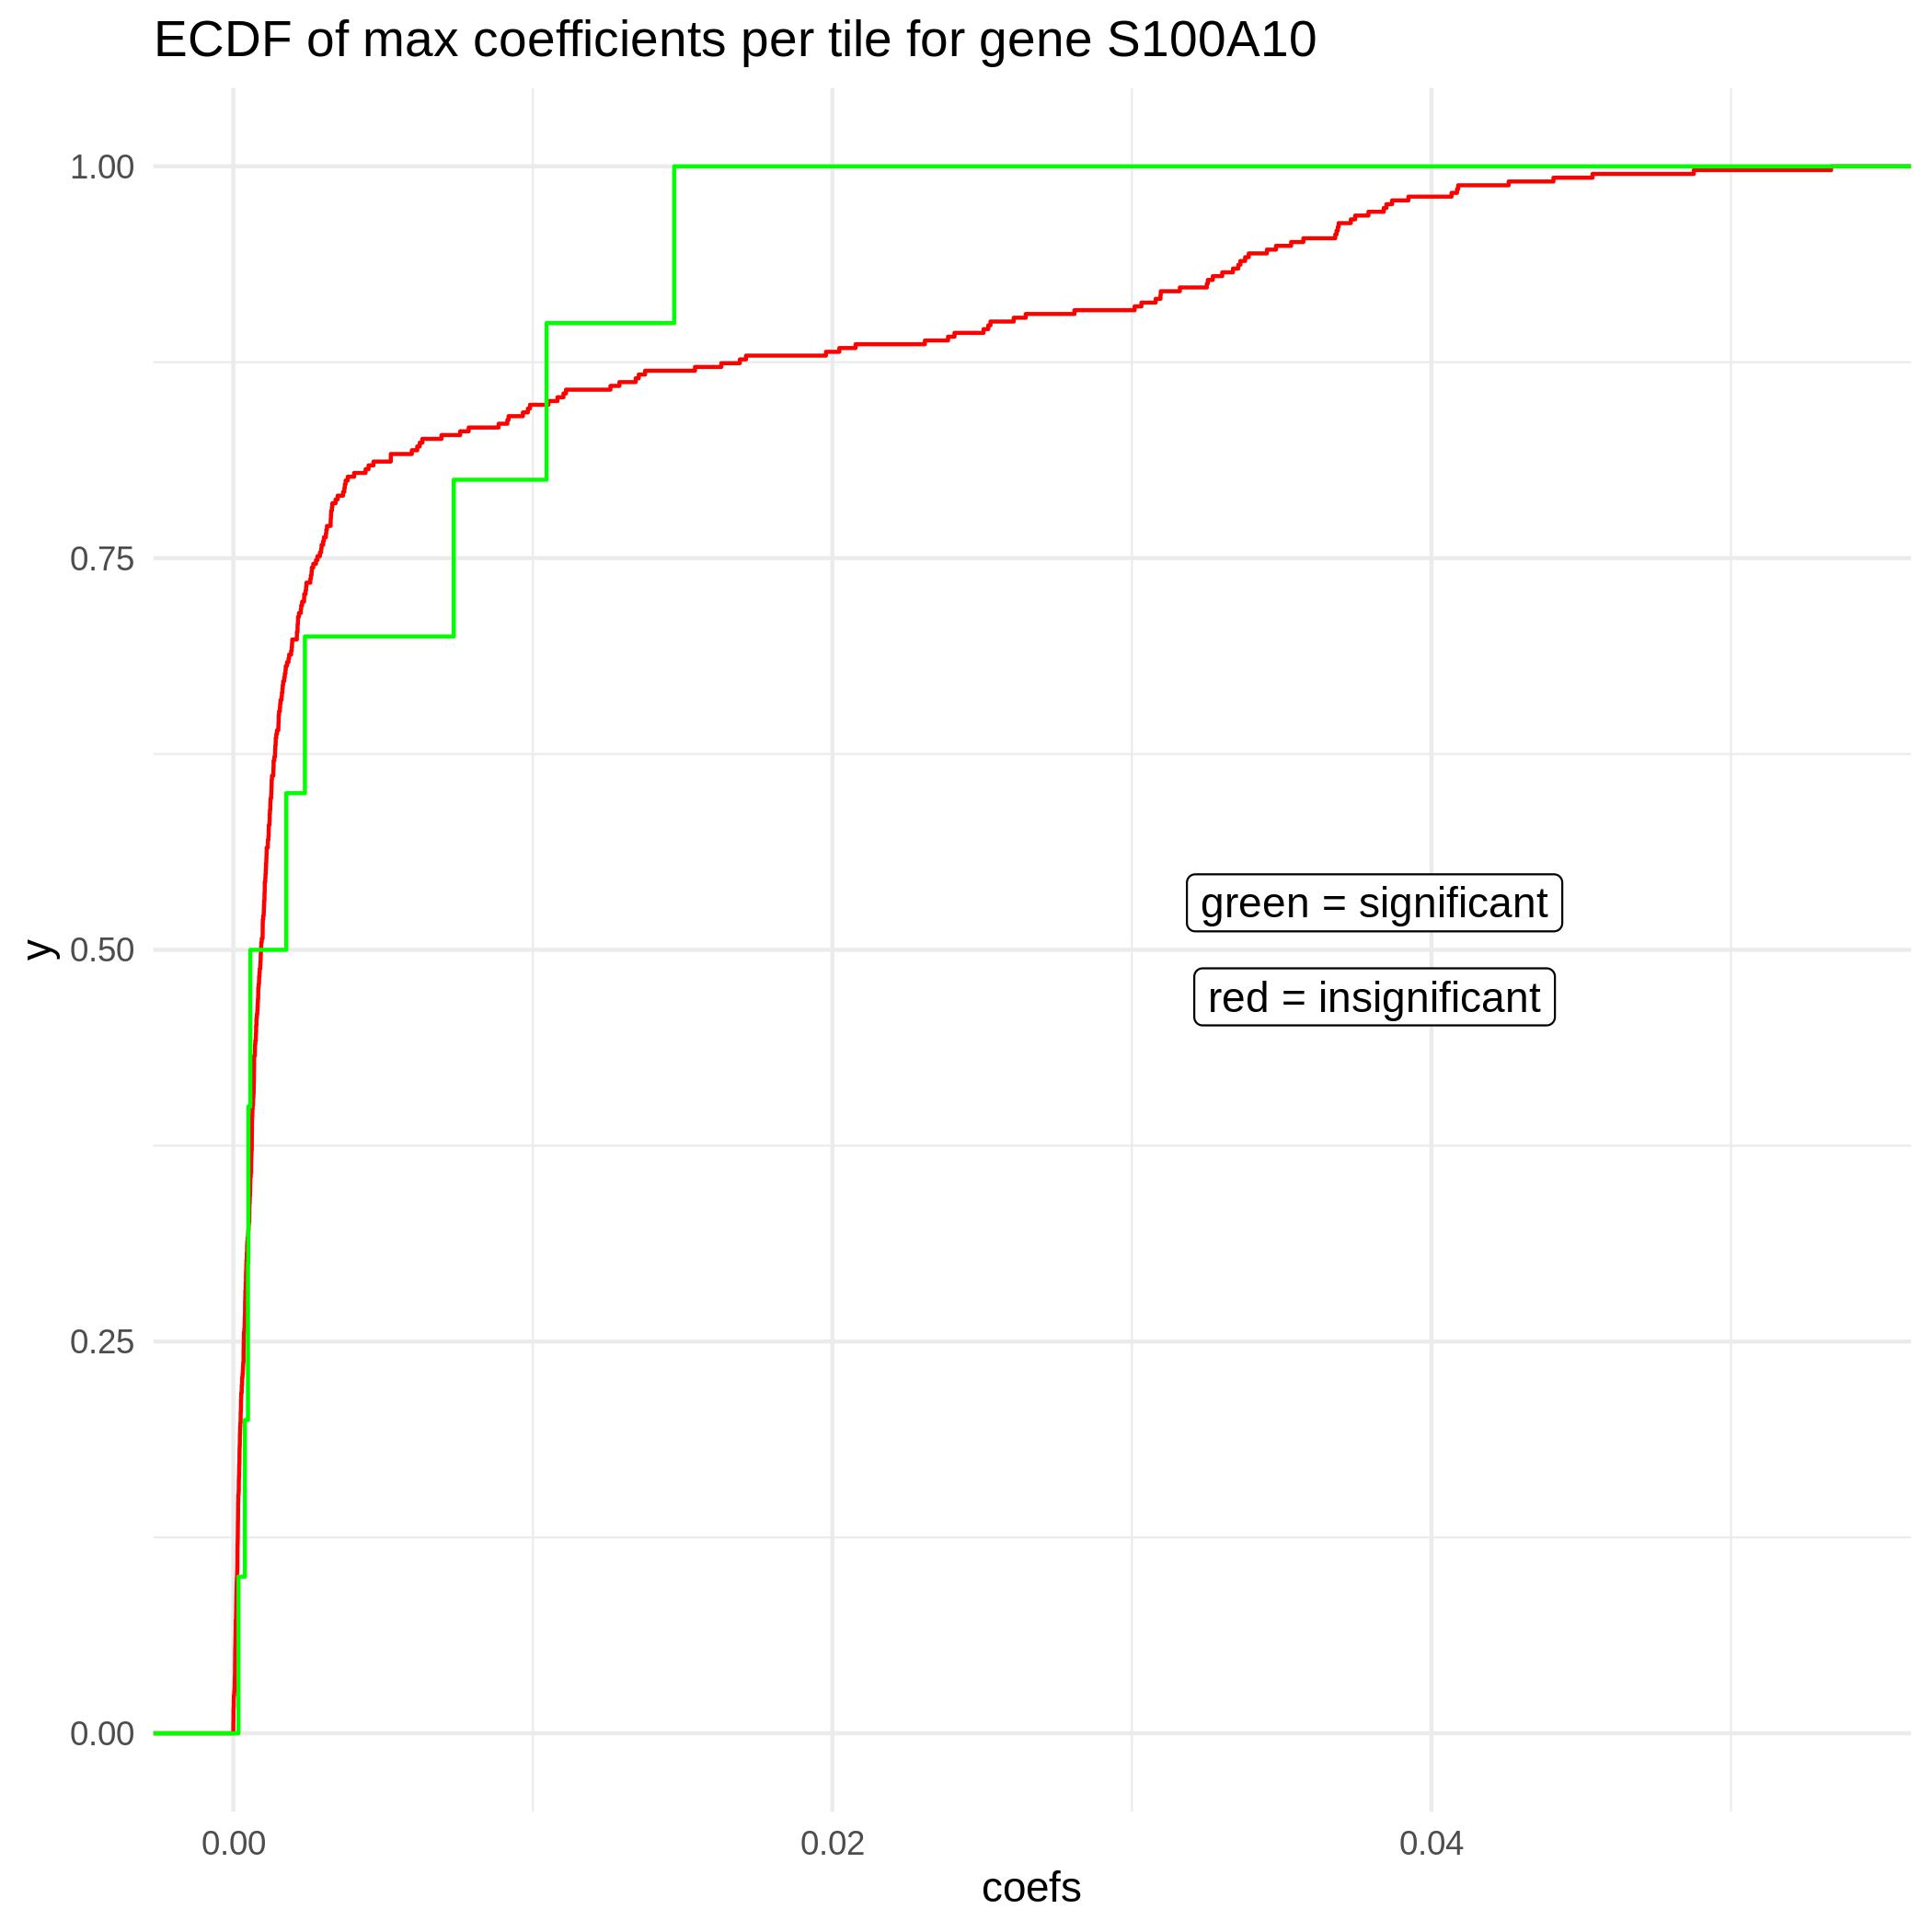 ECDF of max coefficients per tile for gene S100A10
1.00
0.75
0.50
0.25
0.00
y
green = significant
red = insignificant
0.00
0.02
0.04
coefs